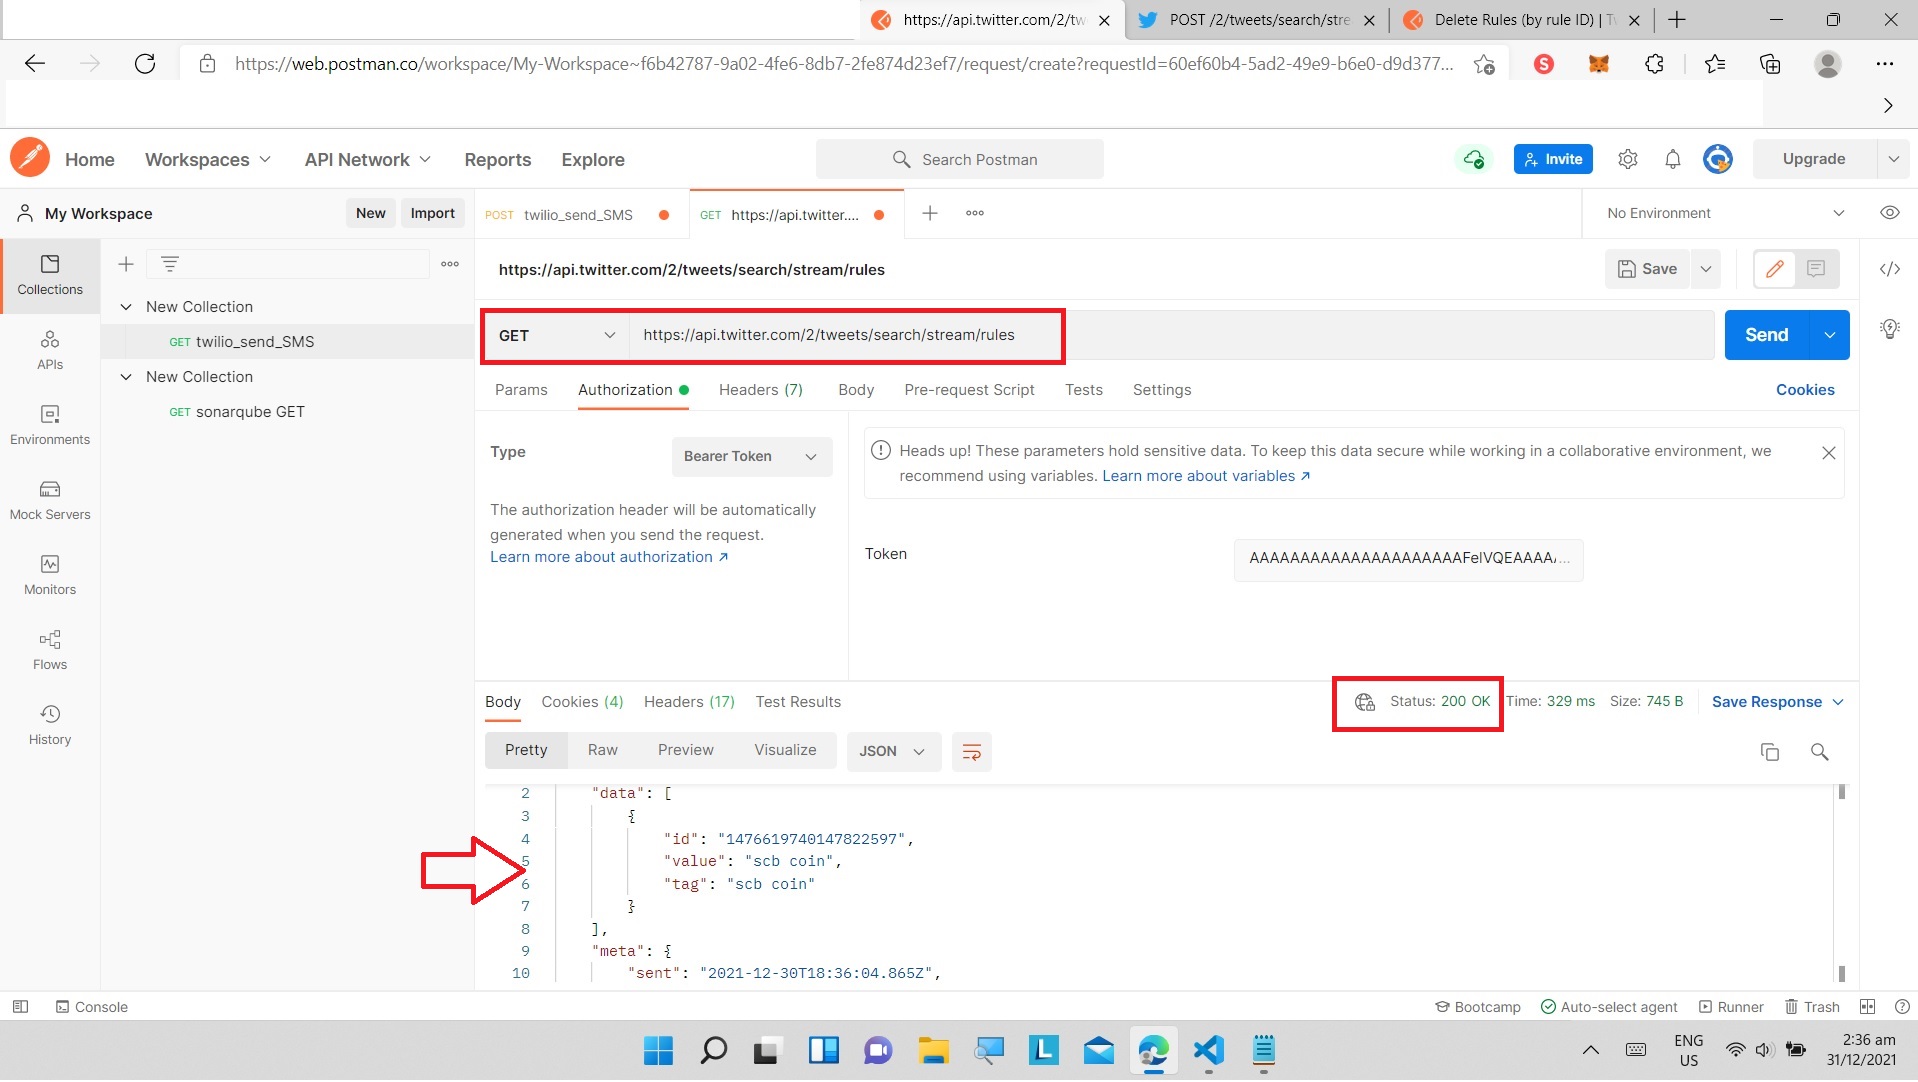 https://api.twitter.com/2/tw
POST /2/tweets/search/stre
Delete Rules (by rule ID) | Tw
https://web.postman.co/workspace/My-Workspace~f6b42787-9a02-4fe6-8db7-2fe874d23ef7/request/create?requestId=60ef60b4-5ad2-49e9-b6e0-d9d377...
S
Home
Workspaces
API Network
Reports
Explore
Search Postman
Invite
Upgrade
My Workspace
New
Import
POST twilio_send_SMS
GET https://api.twitter....
No Environment
Collections
APIs
Environments
Mock Servers
Monitors
Flows
History
New Collection
GET twilio_send_SMS
New Collection
GET sonarqube GET
https://api.twitter.com/2/tweets/search/stream/rules
Save
GET
https://api.twitter.com/2/tweets/search/stream/rules
Send
Params
Authorization
Headers (7)
Body
Pre-request Script
Tests
Settings
Cookies
Type
Bearer Token
The authorization header will be automatically
generated when you send the request.
Learn more about authorization ↗
Heads up! These parameters hold sensitive data. To keep this data secure while working in a collaborative environment, we
recommend using variables. Learn more about variables ↗
Token
AAAAAAAAAAAAAAAAAAAAAFelVQEAAAA...
Body
Cookies (4)
Headers (17)
Test Results
Status: 200 OK
Time: 329 ms
Size: 745 B
Save Response
Pretty
Raw
Preview
Visualize
JSON
2 "data": [
3 {
4 "id": "1476619740147822597",
5 "value": "scb coin",
6 "tag": "scb coin"
7 }
8 ],
9 "meta": {
10 "sent": "2021-12-30T18:36:04.865Z",
Console
Bootcamp
Auto-select agent
Runner
Trash
L
ENG
US
2:36 am
31/12/2021